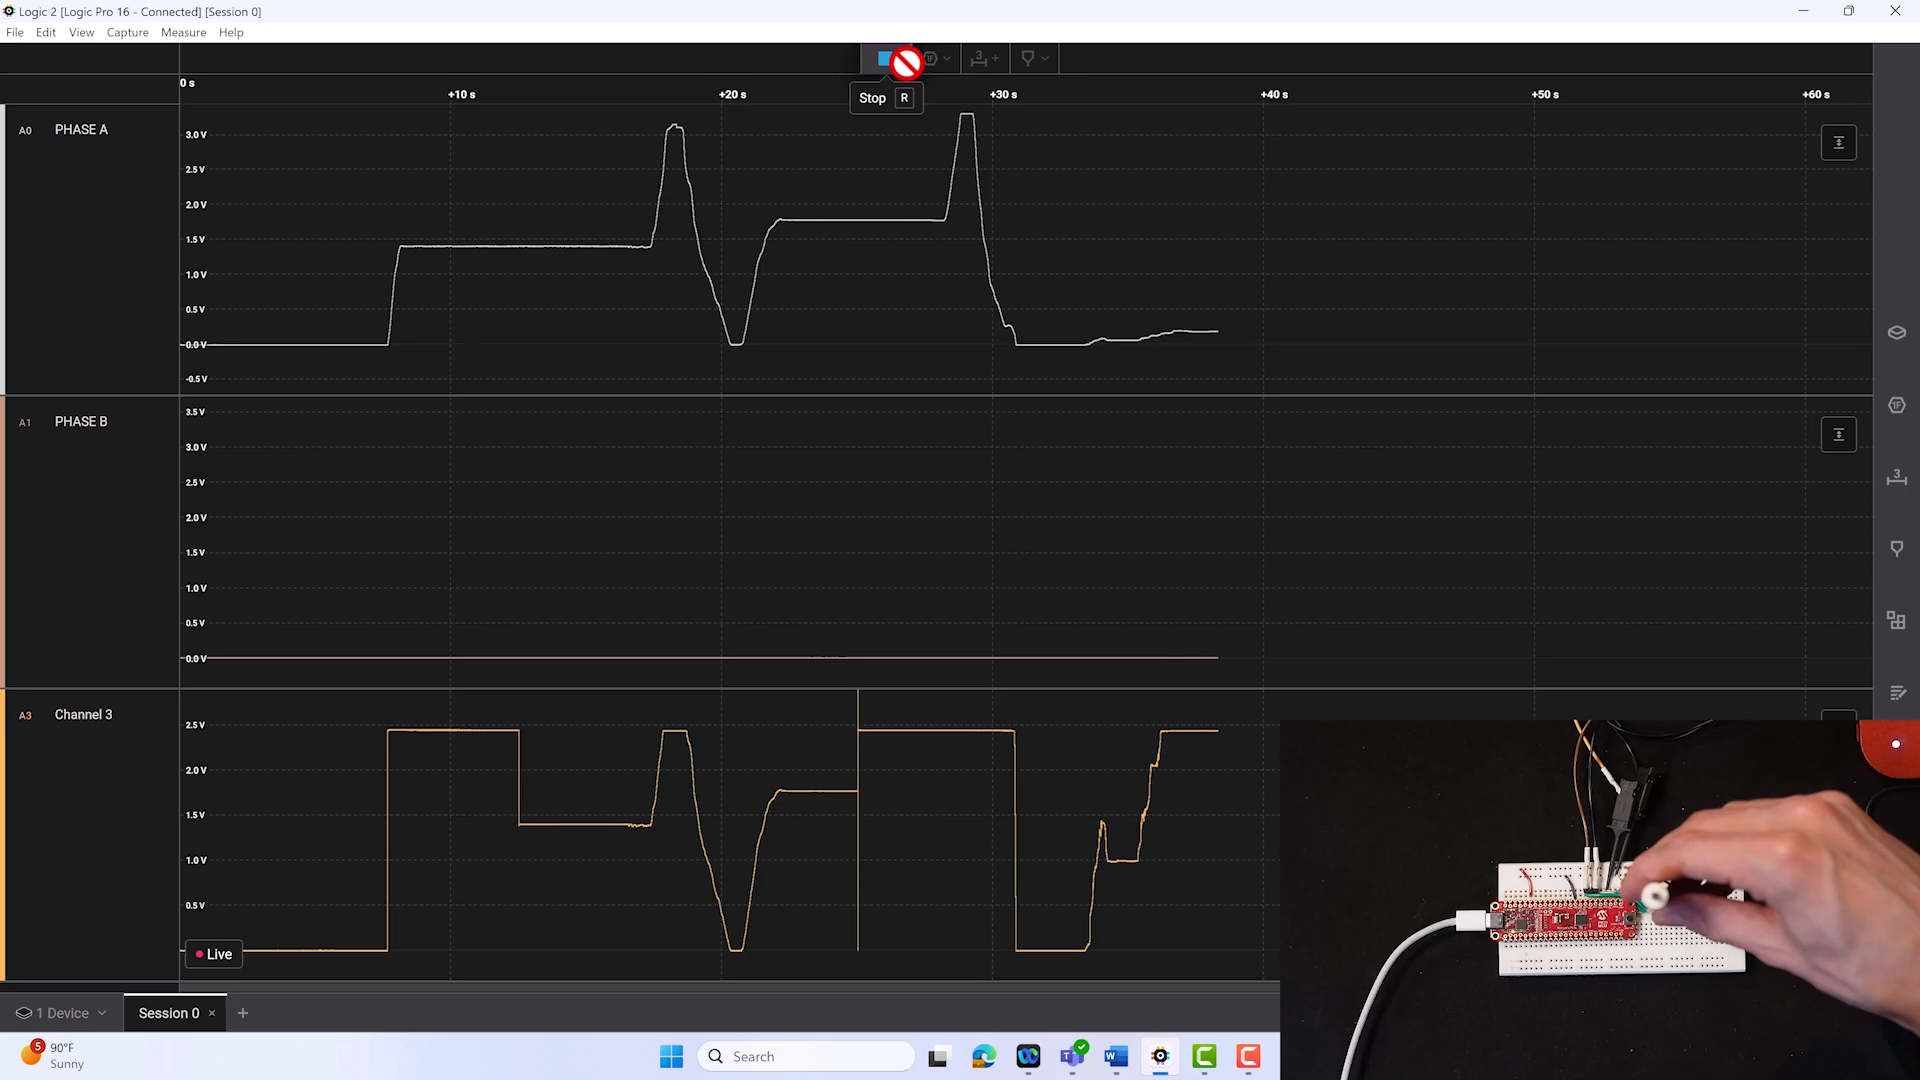 Logic 2 [Logic Pro 16 - Connected] [Session 0]
File Edit View Capture Measure Help
Stop R
0 s
+10 s +20 s +30 s +40 s +50 s +60 s
A0 PHASE A
3.0 V
2.5 V
2.0 V
1.5 V
1.0 V
0.5 V
0.0 V
-0.5 V
A1 PHASE B
3.5 V
3.0 V
2.5 V
2.0 V
1.5 V
1.0 V
0.5 V
0.0 V
A3 Channel 3
2.5 V
2.0 V
1.5 V
1.0 V
0.5 V
Live
1 Device
Session 0
5
90°F
Sunny
Search